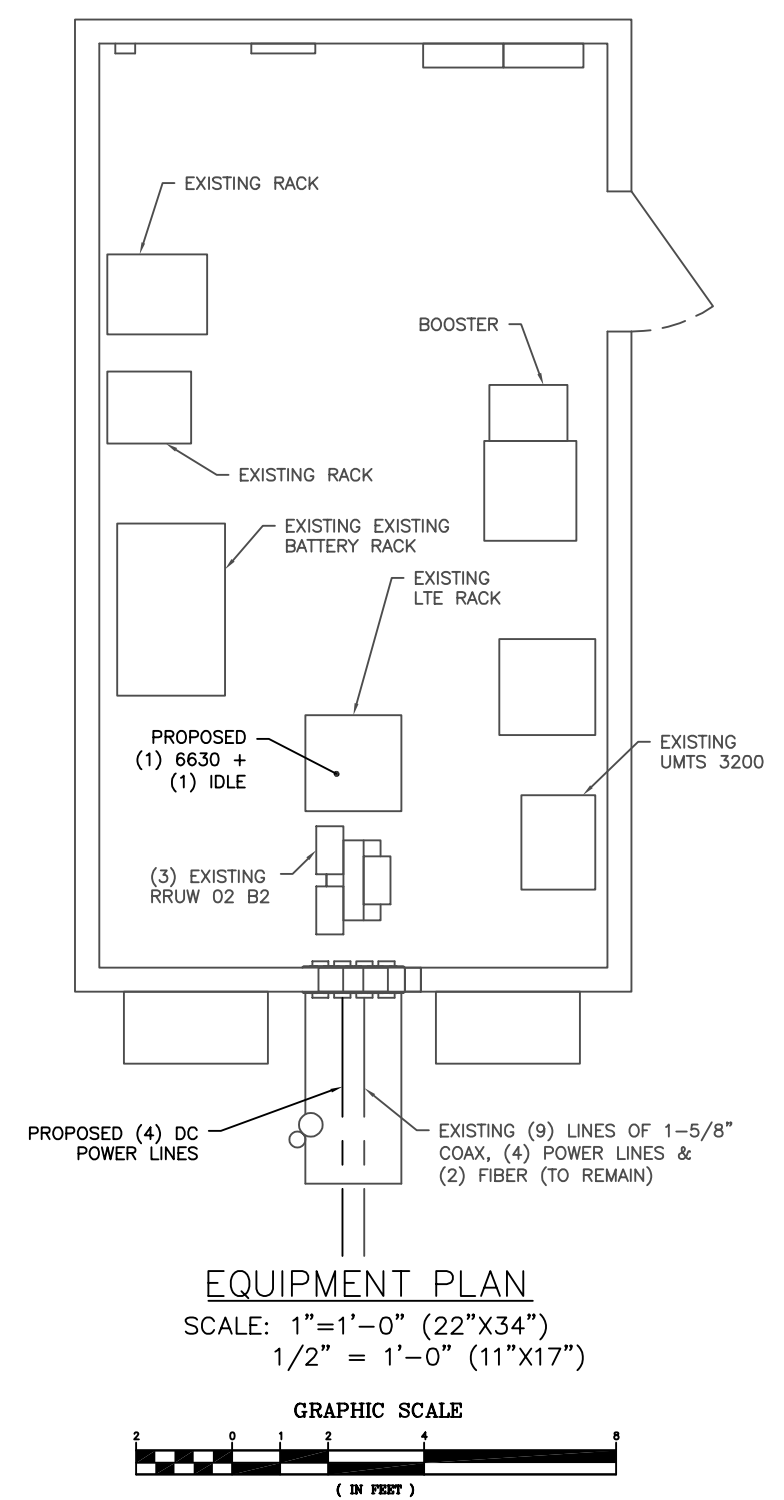 EXISTING RACK
BOOSTER
EXISTING RACK
EXISTING EXISTING
BATTERY RACK
EXISTING
LTE RACK
PROPOSED
(1) 6630 +
(1) IDLE
EXISTING
UMTS 3200
(3) EXISTING
RRUW 02 B2
PROPOSED (4) DC
POWER LINES
EXISTING (9) LINES OF 1-5/8"
COAX, (4) POWER LINES &
(2) FIBER (TO REMAIN)
EQUIPMENT PLAN
SCALE: 1"=1'-0" (22"X34")
1/2" = 1'-0" (11"X17")
GRAPHIC SCALE
2 0 1 2 4 8
( IN FEET )